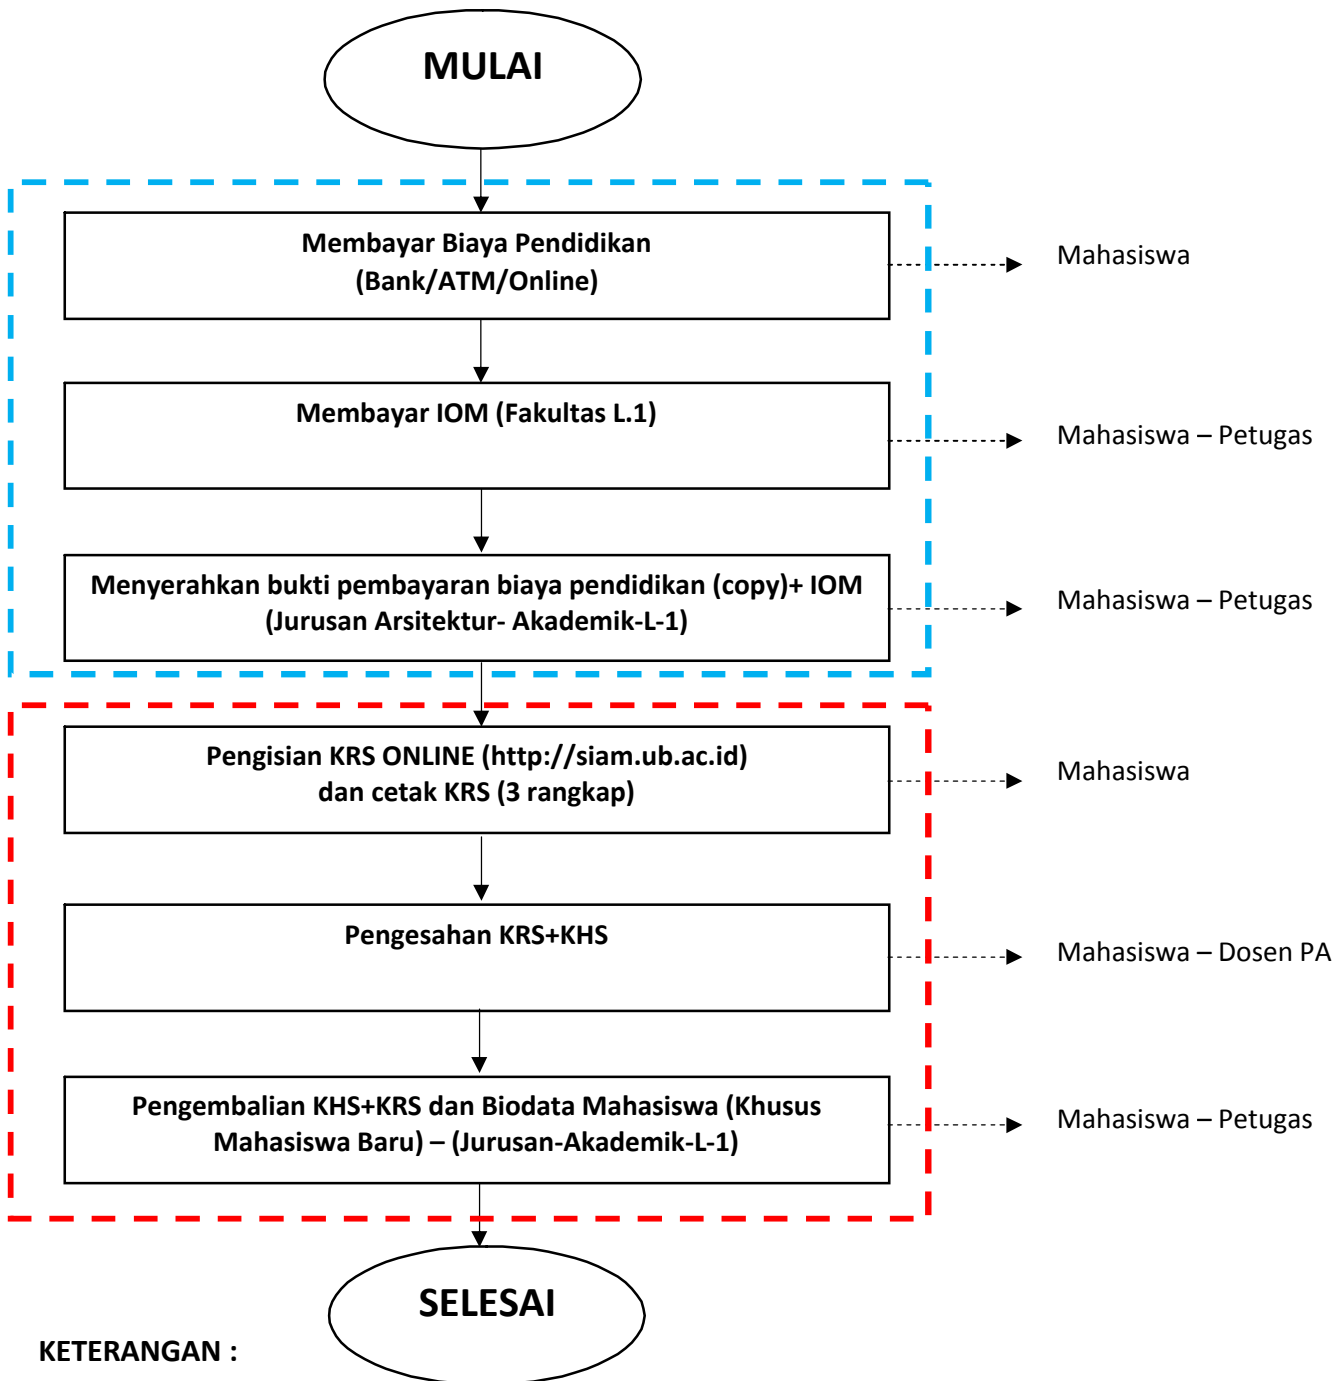 MULAI
Membayar Biaya Pendidikan
(Bank/ATM/Online)
Mahasiswa
Membayar IOM (Fakultas L.1)
Mahasiswa – Petugas
Menyerahkan bukti pembayaran biaya pendidikan (copy)+ IOM
(Jurusan Arsitektur- Akademik-L-1)
Mahasiswa – Petugas
Pengisian KRS ONLINE (http://siam.ub.ac.id)
dan cetak KRS (3 rangkap)
Mahasiswa
Pengesahan KRS+KHS
Mahasiswa – Dosen PA
Pengembalian KHS+KRS dan Biodata Mahasiswa (Khusus
Mahasiswa Baru) – (Jurusan-Akademik-L-1)
Mahasiswa – Petugas
SELESAI
KETERANGAN :